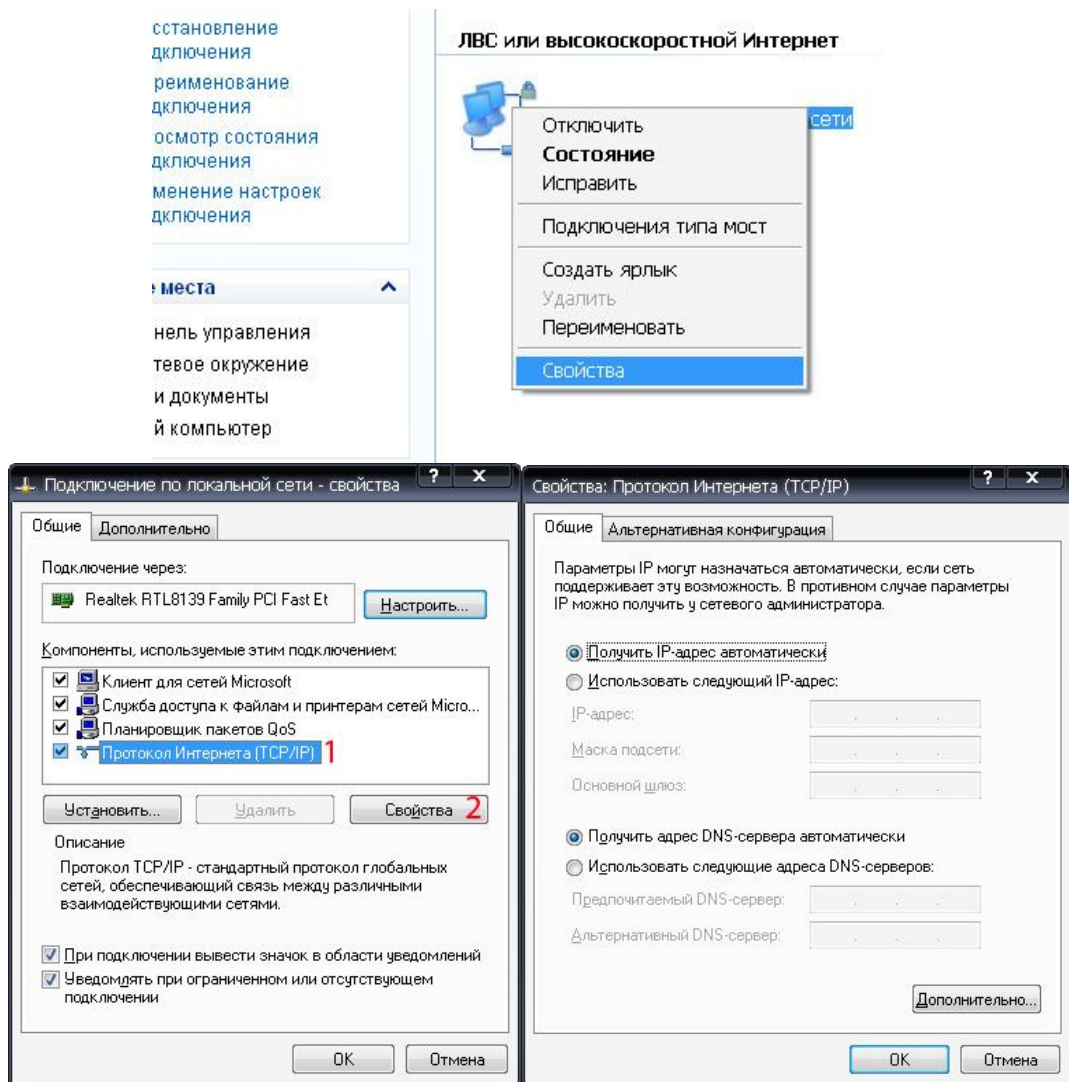 сстановление
дключения
реименование
дключения
осмотр состояния
дключения
менение настроек
дключения
места
нель управления
тевое окружение
и документы
й компьютер
ЛВС или высокоскоростной Интернет
сети
Отключить
Состояние
Исправить
Подключения типа мост
Создать ярлык
Удалить
Переименовать
Свойства
Подключение по локальной сети - свойства ? X
Общие Дополнительно
Подключение через:
Realtek RTL8139 Family PCI Fast Et Настроить...
Компоненты, используемые этим подключением:
Клиент для сетей Microsoft
Служба доступа к файлам и принтерам сетей Micro...
Планировщик пакетов QoS
Протокол Интернета (TCP/IP) 1
Установить... Удалить Свойства 2
Описание
Протокол TCP/IP - стандартный протокол глобальных
сетей, обеспечивающий связь между различными
взаимодействующими сетями.
При подключении вывести значок в области уведомлений
Уведомлять при ограниченном или отсутствующем
подключении
OK Отмена
Свойства: Протокол Интернета (TCP/IP) ? X
Общие Альтернативная конфигурация
Параметры IP могут назначаться автоматически, если сеть
поддерживает эту возможность. В противном случае параметры
IP можно получить у сетевого администратора.
Получить IP-адрес автоматически
Использовать следующий IP-адрес:
IP-адрес:
Маска подсети:
Основной шлюз:
Получить адрес DNS-сервера автоматически
Использовать следующие адреса DNS-серверов:
Предпочитаемый DNS-сервер:
Альтернативный DNS-сервер:
Дополнительно...
OK Отмена